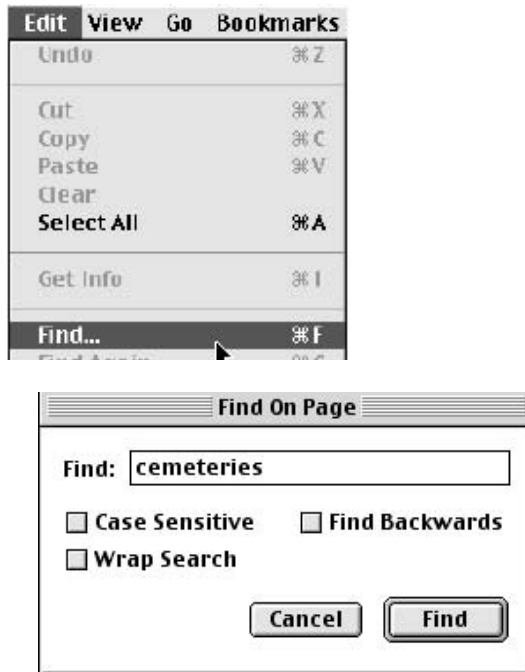 Edit View Go Bookmarks
Undo ⌘Z
Cut ⌘X
Copy ⌘C
Paste ⌘V
Clear
Select All ⌘A
Get Info ⌘I
Find... ⌘F
Find On Page
Find: cemeteries
Case Sensitive Find Backwards
Wrap Search
Cancel Find